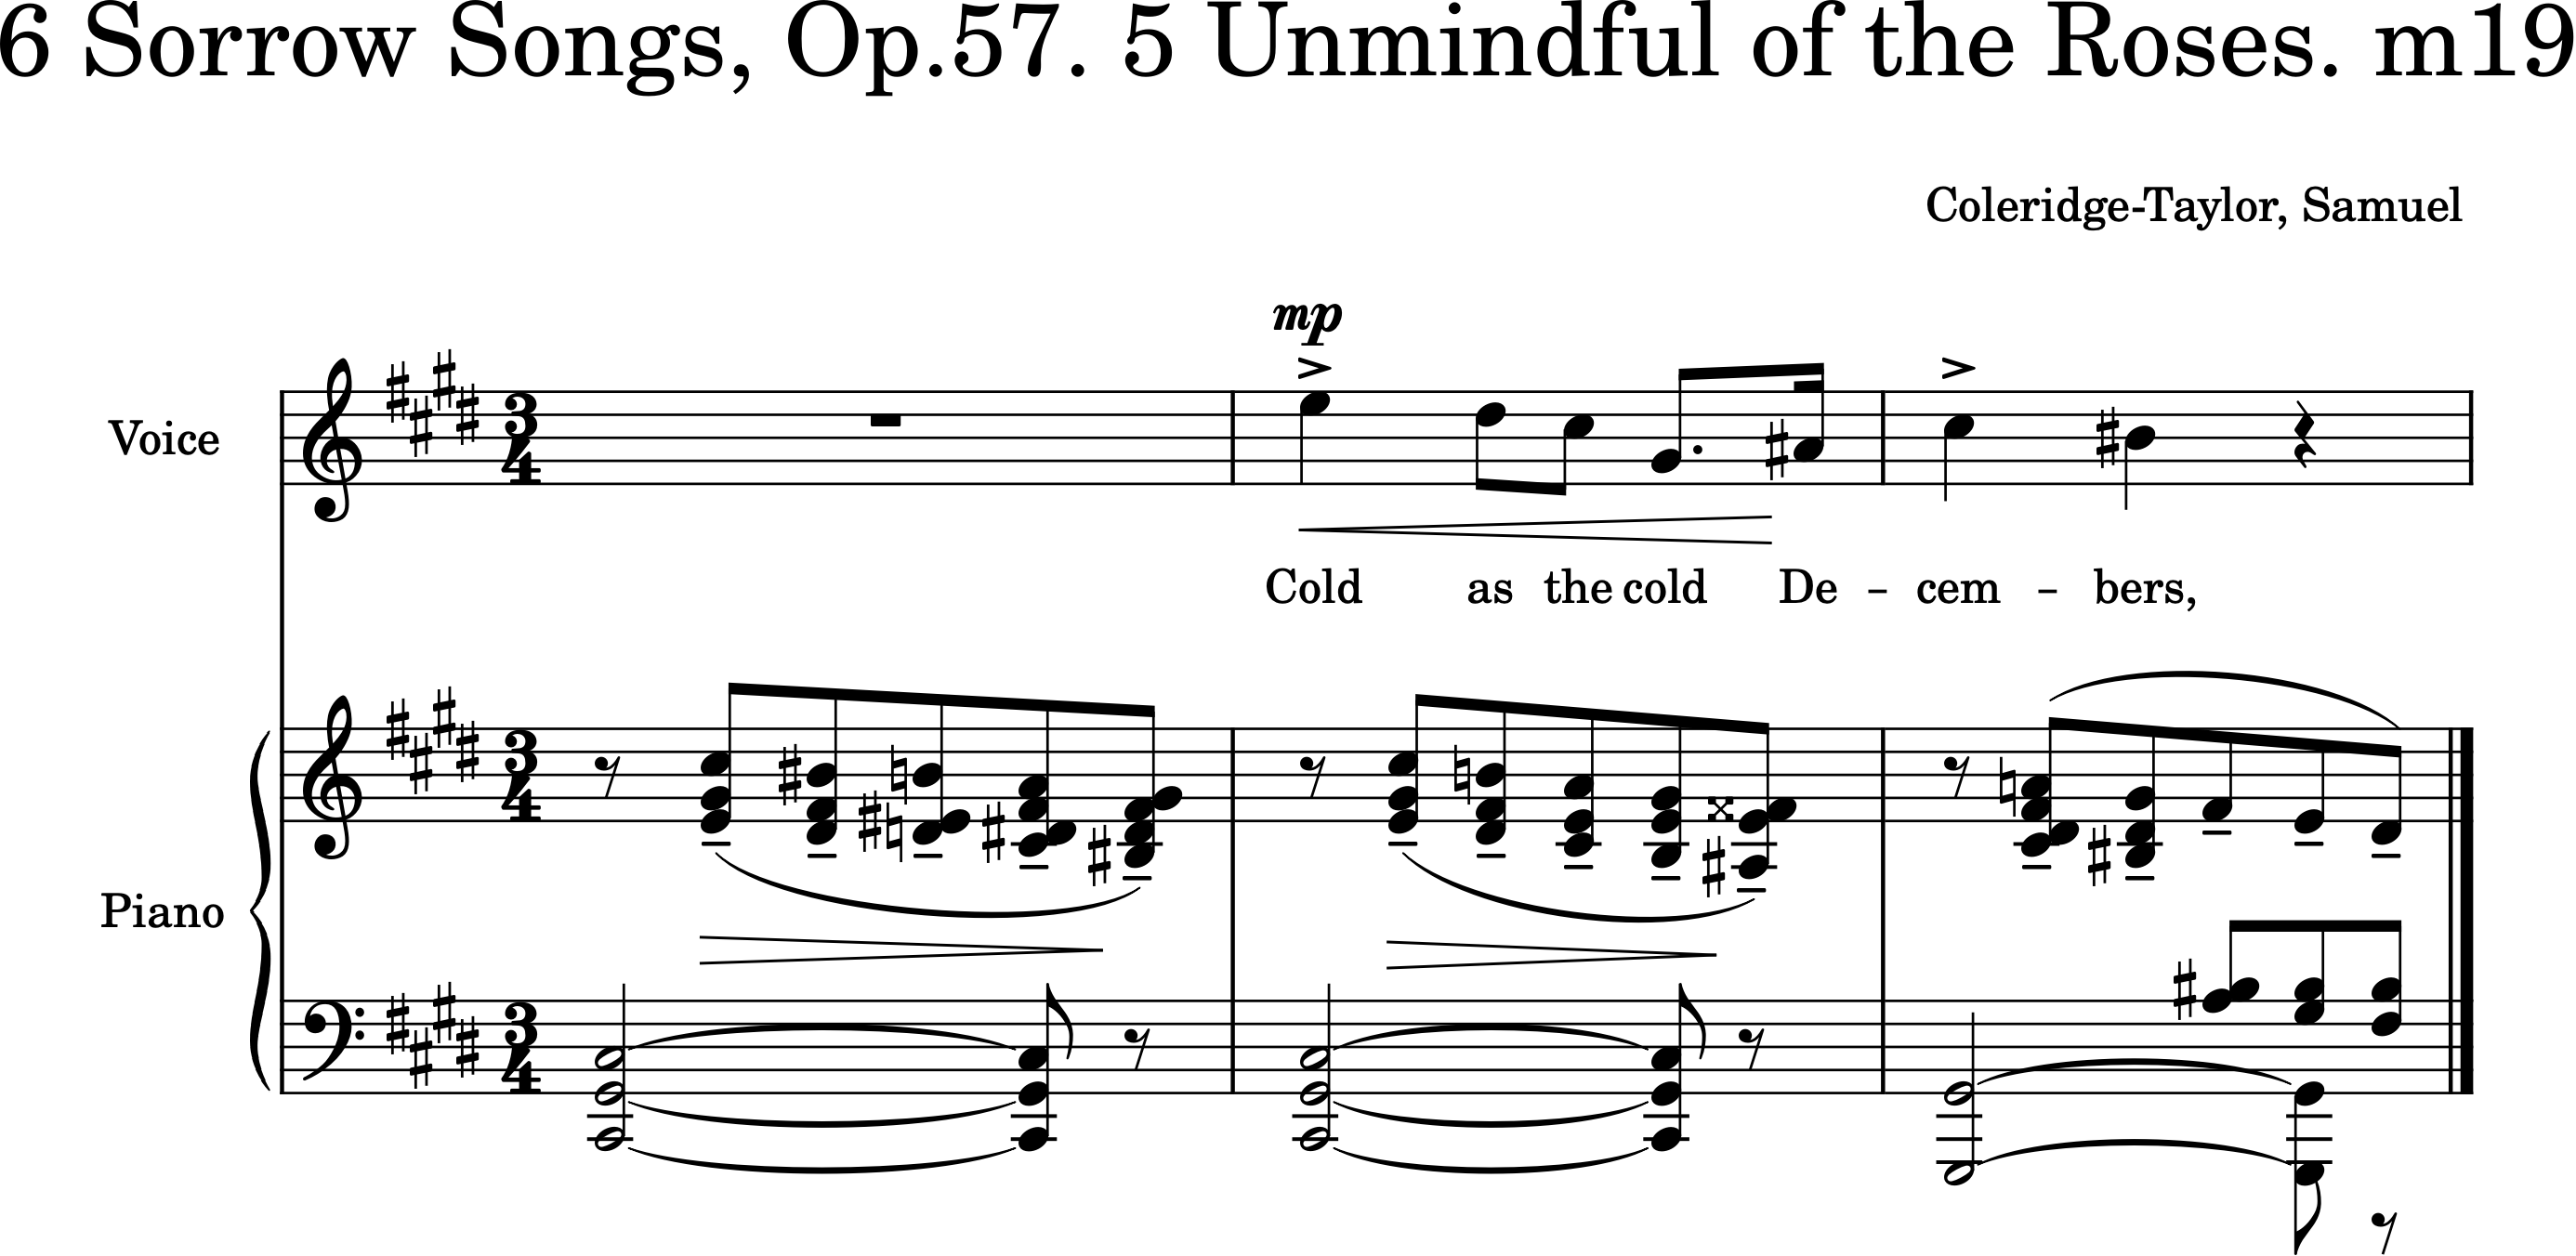 6 Sorrow Songs, Op.57. 5 Unmindful of the Roses. m19
Coleridge-Taylor, Samuel
mp
Voice
Cold as the cold De – cem – bers,
Piano